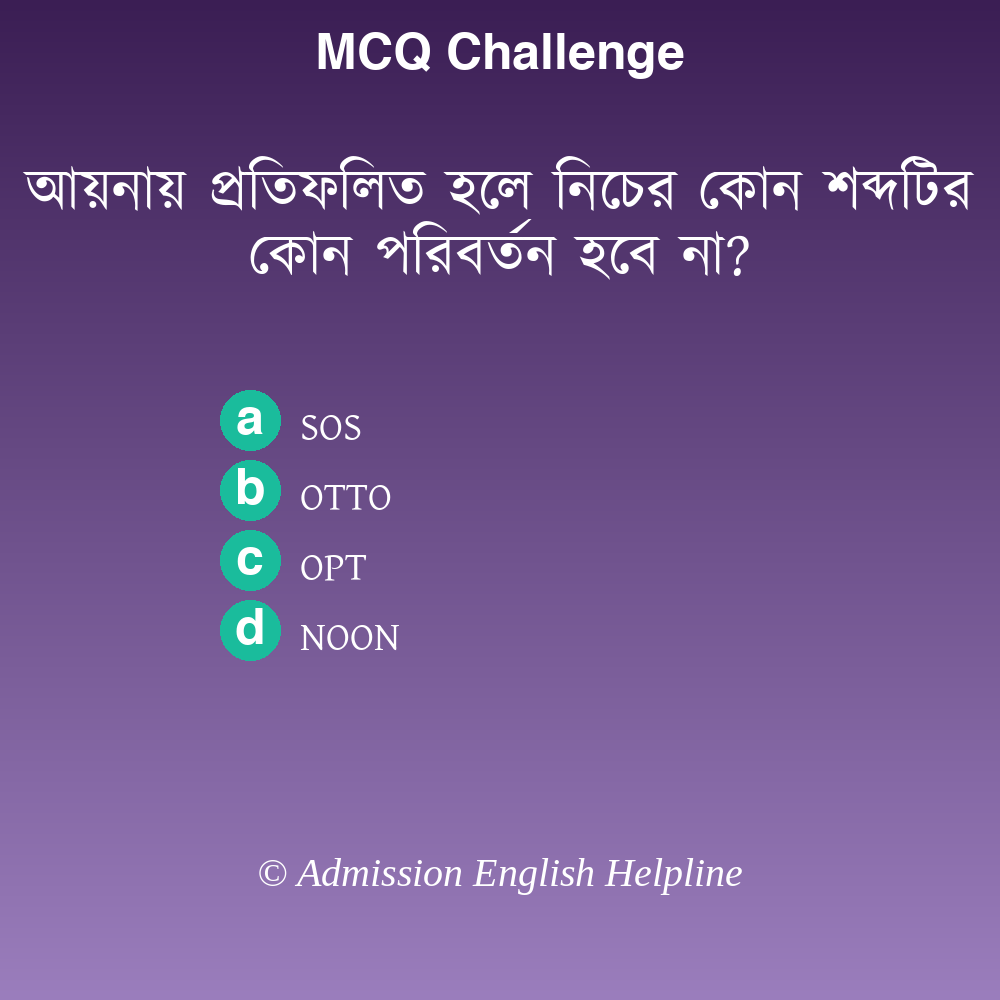 MCQ Challenge
আয়নায় প্রতিফলিত হলে নিচের কোন শব্দটির
কোন পরিবর্তন হবে না?
a SOS
b OTTO
c OPT
d NOON
© Admission English Helpline